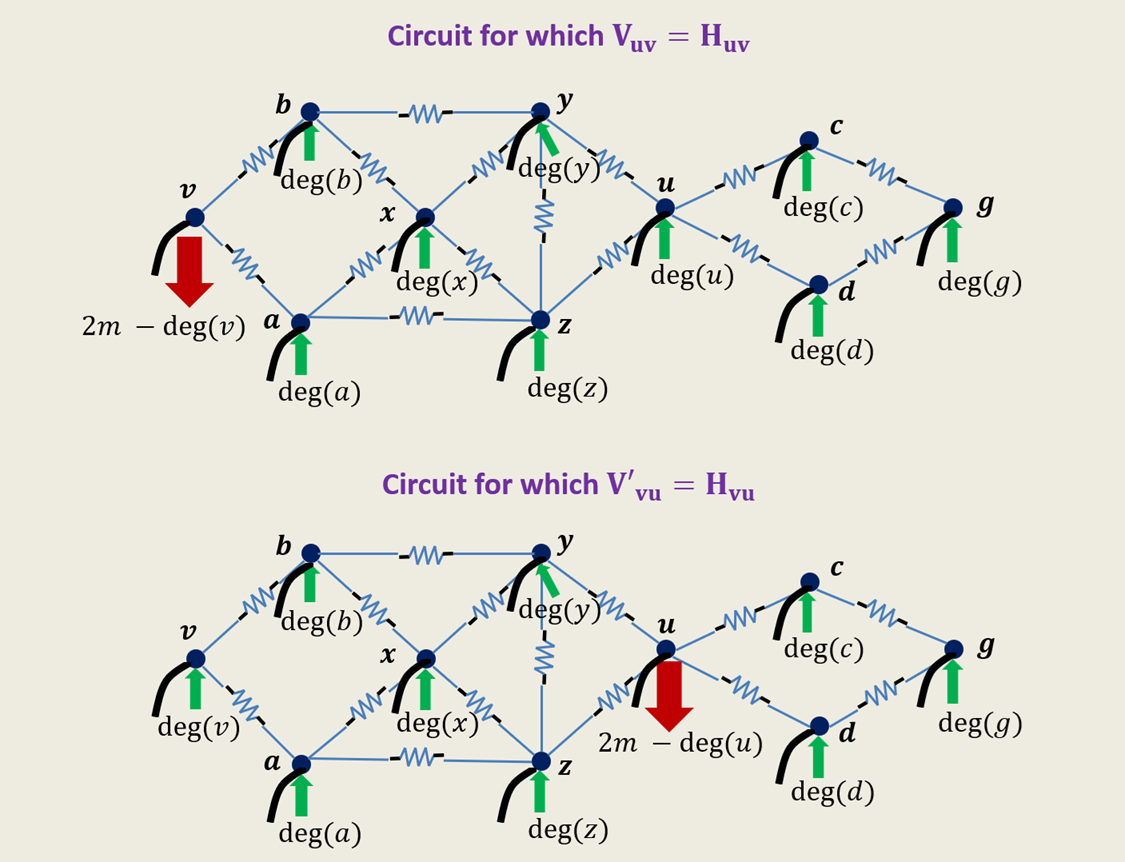 Circuit for which V_uv = H_uv
b
y
c
deg(y)
deg(b)
v
u
g
x
deg(c)
deg(x)
deg(u)
deg(g)
d
2m − deg(v)
a
z
deg(d)
deg(a)
deg(z)
Circuit for which V′_vu = H_vu
b
y
c
deg(y)
deg(b)
v
u
g
x
deg(c)
deg(v)
deg(x)
deg(g)
2m − deg(u)
d
a
z
deg(d)
deg(a)
deg(z)